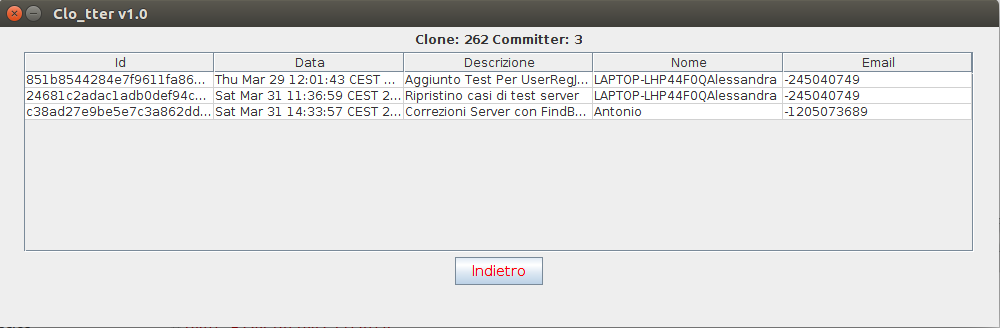 Clo_tter v1.0
Clone: 262 Committer: 3
Id Data Descrizione Nome Email
851b8544284e7f9611fa86... Thu Mar 29 12:01:43 CEST ... Aggiunto Test Per UserRegJ... LAPTOP-LHP44F0QAlessandra -245040749
24681c2adac1adb0def94c... Sat Mar 31 11:36:59 CEST 2... Ripristino casi di test server LAPTOP-LHP44F0QAlessandra -245040749
c38ad27e9be5e7c3a862dd... Sat Mar 31 14:33:57 CEST 2... Correzioni Server con FindB... Antonio -1205073689
Indietro